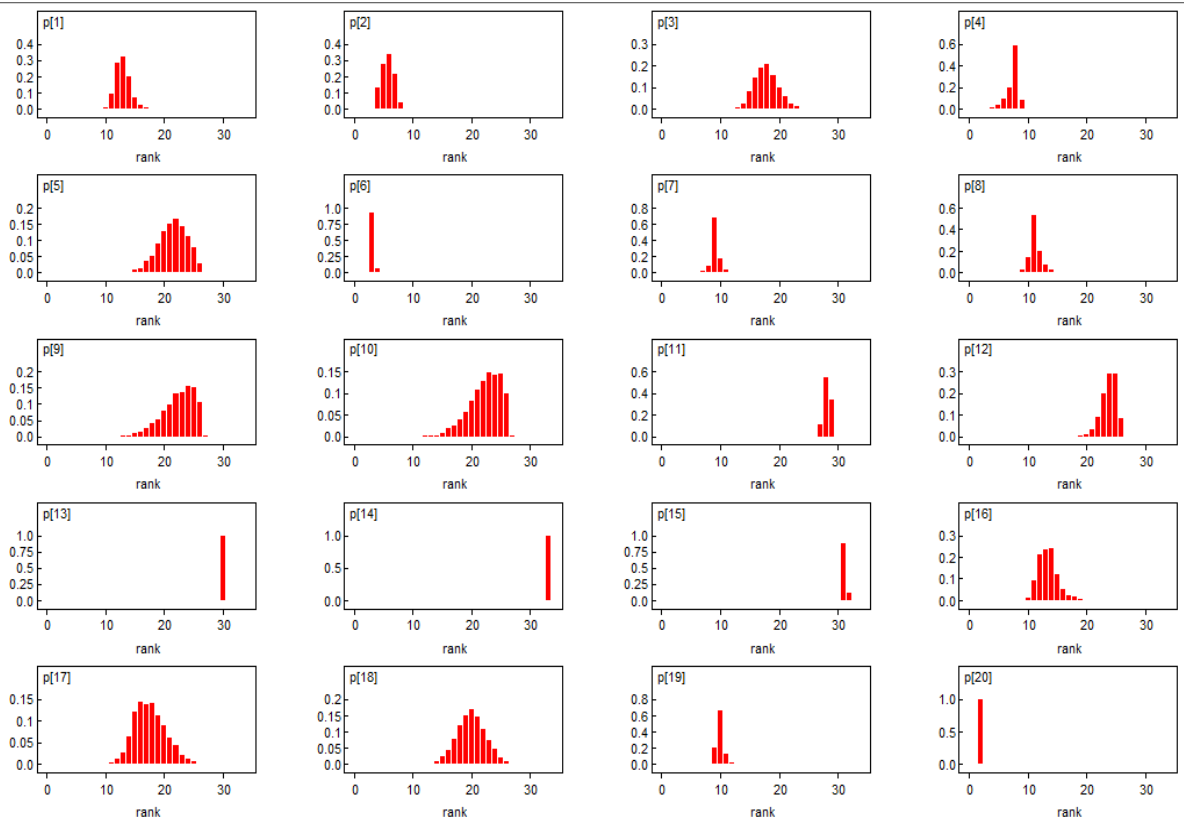 p[1] p[2] p[3] p[4]
0.4 0.4 0.3 0.6
0.3 0.3 0.2 0.4
0.2 0.2 0.1 0.2
0.1 0.1 0.0 0.0
0.0 0.0
0 10 20 30 0 10 20 30 0 10 20 30 0 10 20 30
rank rank rank rank
p[5] p[6] p[7] p[8]
0.2 1.0 0.8 0.6
0.15 0.75 0.6 0.4
0.1 0.5 0.4 0.2
0.05 0.25 0.2 0.0
0.0 0.0 0.0
0 10 20 30 0 10 20 30 0 10 20 30 0 10 20 30
rank rank rank rank
p[9] p[10] p[11] p[12]
0.2 0.15 0.6 0.3
0.15 0.1 0.4 0.2
0.1 0.05 0.2 0.1
0.05 0.0 0.0 0.0
0.0
0 10 20 30 0 10 20 30 0 10 20 30 0 10 20 30
rank rank rank rank
p[13] p[14] p[15] p[16]
1.0 1.0 1.0 0.3
0.75 0.75 0.75 0.2
0.5 0.5 0.5 0.1
0.25 0.25 0.25 0.0
0.0 0.0 0.0
0 10 20 30 0 10 20 30 0 10 20 30 0 10 20 30
rank rank rank rank
p[17] p[18] p[19] p[20]
0.15 0.2 0.8 1.0
0.1 0.15 0.6 0.5
0.05 0.1 0.4 0.0
0.0 0.05 0.2
0.0 0.0
0 10 20 30 0 10 20 30 0 10 20 30 0 10 20 30
rank rank rank rank